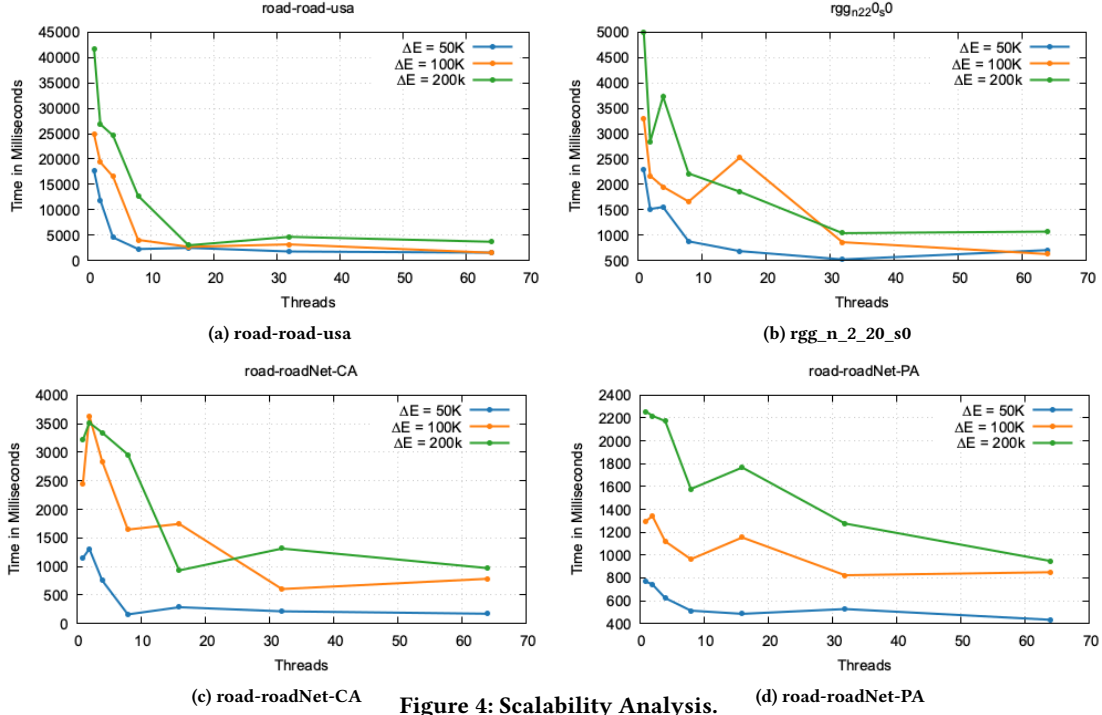 road-road-usa
45000
40000
35000
30000
25000
20000
15000
10000
5000
0
Time in Milliseconds
ΔE = 50K
ΔE = 100K
ΔE = 200k
0 10 20 30 40 50 60 70
Threads
(a) road-road-usa
rggn220s0
5000
4500
4000
3500
3000
2500
2000
1500
1000
500
Time in Milliseconds
ΔE = 50K
ΔE = 100K
ΔE = 200k
0 10 20 30 40 50 60 70
Threads
(b) rgg_n_2_20_s0
road-roadNet-CA
4000
3500
3000
2500
2000
1500
1000
500
0
Time in Milliseconds
ΔE = 50K
ΔE = 100K
ΔE = 200k
0 10 20 30 40 50 60 70
Threads
(c) road-roadNet-CA
road-roadNet-PA
2400
2200
2000
1800
1600
1400
1200
1000
800
600
400
Time in Milliseconds
ΔE = 50K
ΔE = 100K
ΔE = 200k
0 10 20 30 40 50 60 70
Threads
(d) road-roadNet-PA
Figure 4: Scalability Analysis.